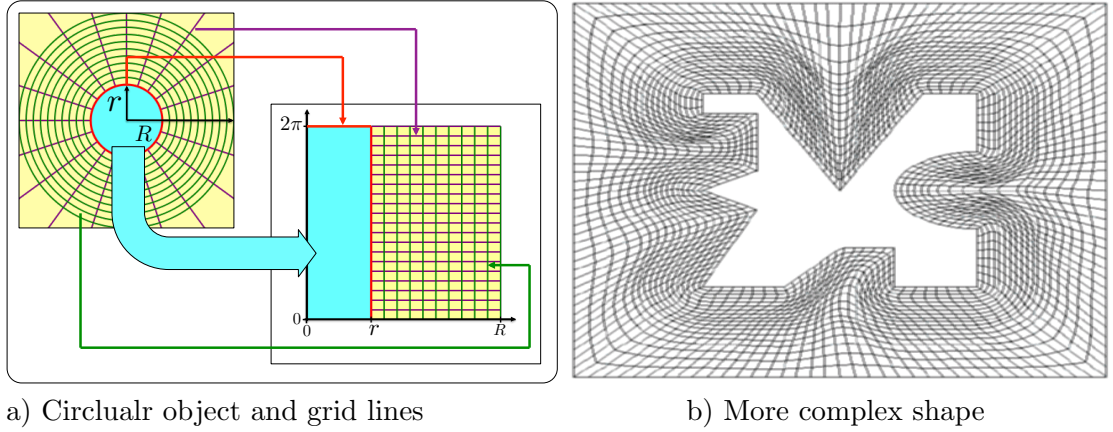 r
R
2π
0
0
r
R
a) Circlualr object and grid lines
b) More complex shape